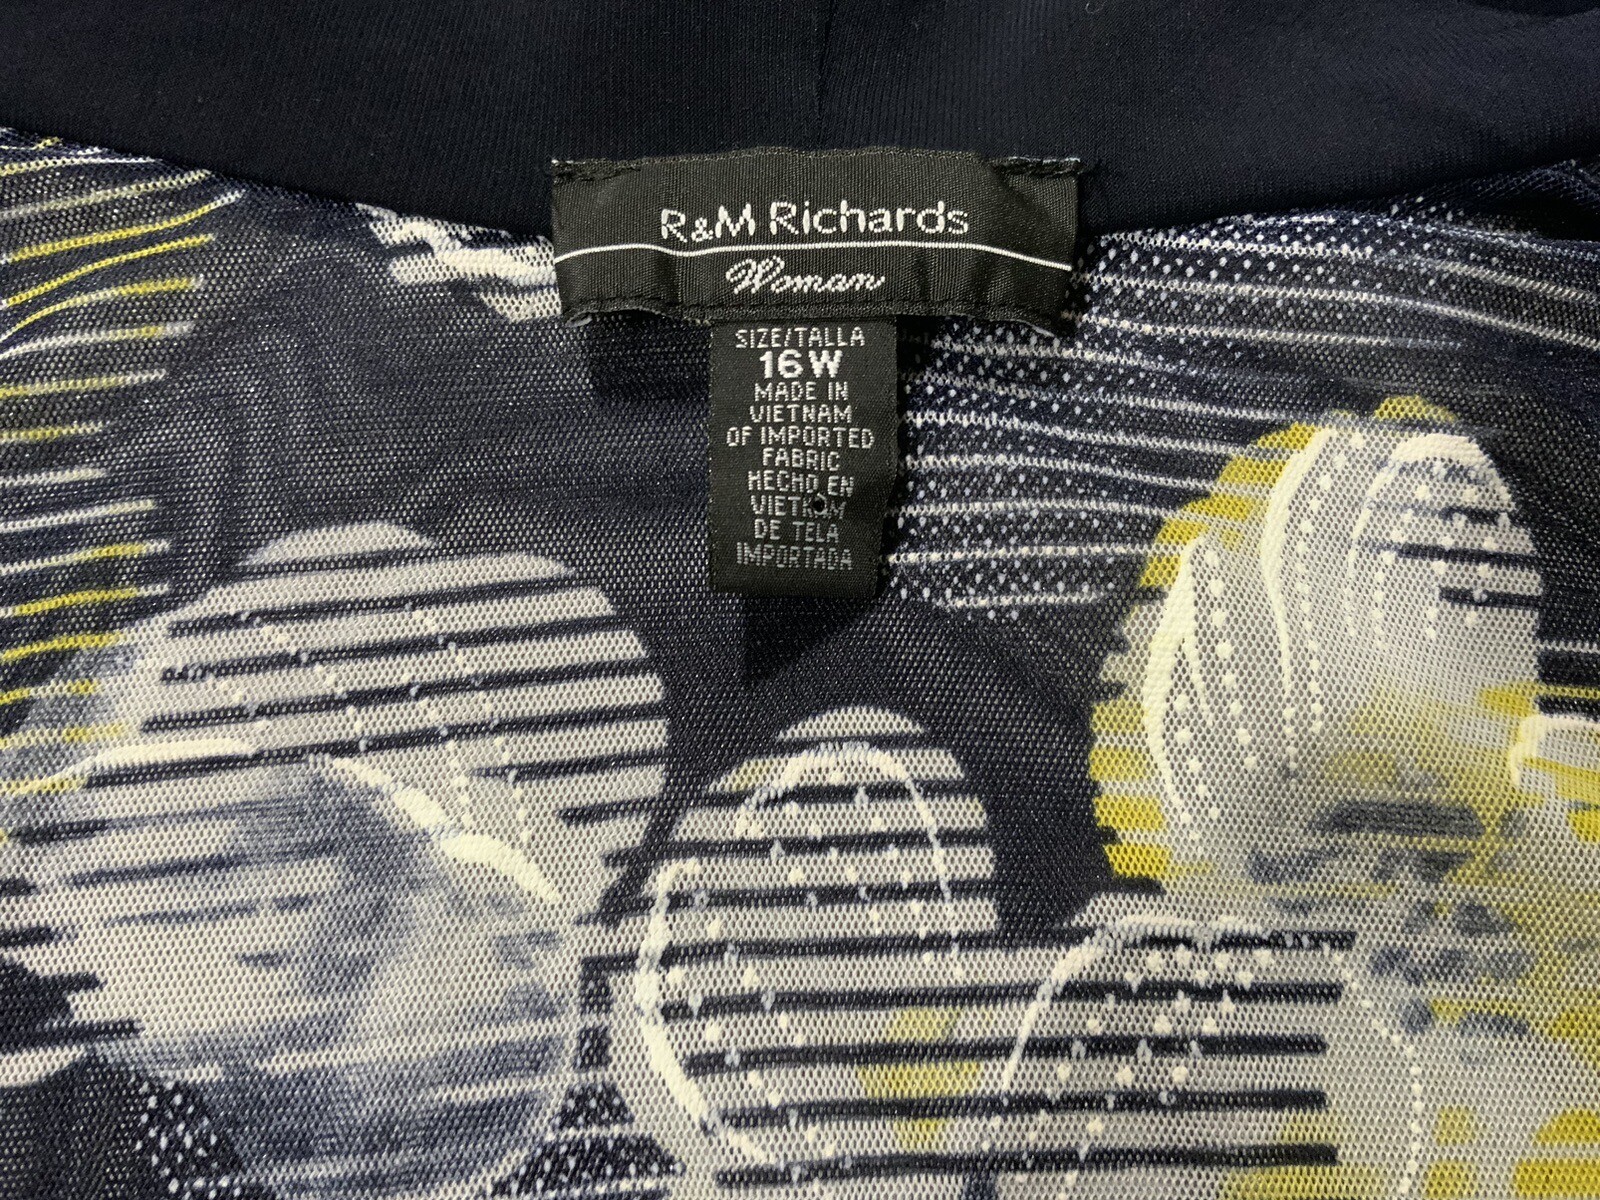 R&M Richards
Woman
SIZE/TALLA
16W
MADE IN
VIETNAM
OF IMPORTED
FABRIC
HECHO EN
VIETNAM
DE TELA
IMPORTADA